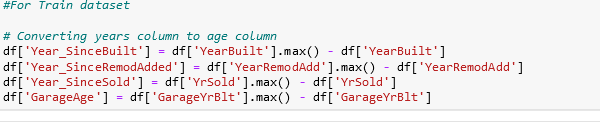 #For Train dataset
# Converting years column to age column
df['Year_SinceBuilt'] = df['YearBuilt'].max() - df['YearBuilt']
df['Year_SinceRemodAdded'] = df['YearRemodAdd'].max() - df['YearRemodAdd']
df['Year_SinceSold'] = df['YrSold'].max() - df['YrSold']
df['GarageAge'] = df['GarageYrBlt'].max() - df['GarageYrBlt']